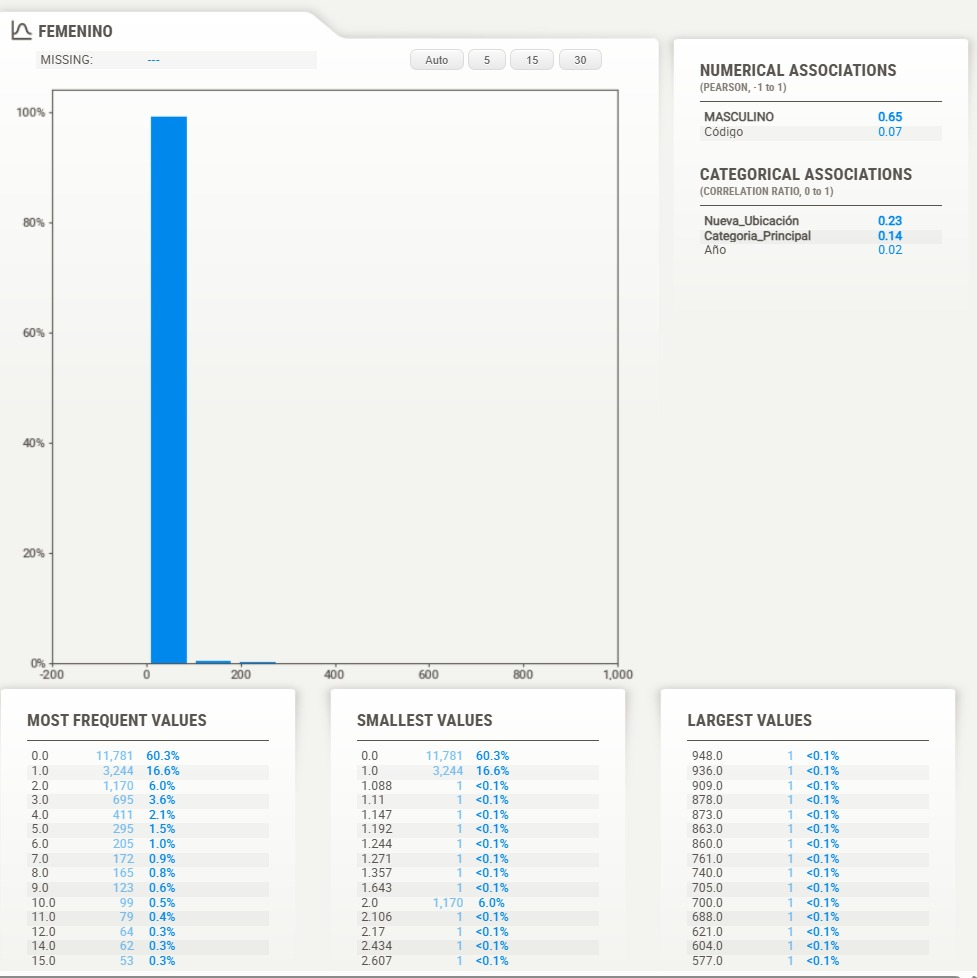 FEMENINO
MISSING: ---
Auto 5 15 30
100%
80%
60%
40%
20%
0%
-200 0 200 400 600 800 1,000
NUMERICAL ASSOCIATIONS
(PEARSON, -1 to 1)
MASCULINO 0.65
Código 0.07
CATEGORICAL ASSOCIATIONS
(CORRELATION RATIO, 0 to 1)
Nueva_Ubicación 0.23
Categoria_Principal 0.14
Año 0.02
MOST FREQUENT VALUES
0.0 11,781 60.3%
1.0 3,244 16.6%
2.0 1,170 6.0%
3.0 695 3.6%
4.0 411 2.1%
5.0 295 1.5%
6.0 205 1.0%
7.0 172 0.9%
8.0 165 0.8%
9.0 123 0.6%
10.0 99 0.5%
11.0 79 0.4%
12.0 64 0.3%
14.0 62 0.3%
15.0 53 0.3%
SMALLEST VALUES
0.0 11,781 60.3%
1.0 3,244 16.6%
1.088 1 <0.1%
1.11 1 <0.1%
1.147 1 <0.1%
1.192 1 <0.1%
1.244 1 <0.1%
1.271 1 <0.1%
1.357 1 <0.1%
1.643 1 <0.1%
2.0 1,170 6.0%
2.106 1 <0.1%
2.17 1 <0.1%
2.434 1 <0.1%
2.607 1 <0.1%
LARGEST VALUES
948.0 1 <0.1%
936.0 1 <0.1%
909.0 1 <0.1%
878.0 1 <0.1%
873.0 1 <0.1%
863.0 1 <0.1%
860.0 1 <0.1%
761.0 1 <0.1%
740.0 1 <0.1%
705.0 1 <0.1%
700.0 1 <0.1%
688.0 1 <0.1%
621.0 1 <0.1%
604.0 1 <0.1%
577.0 1 <0.1%